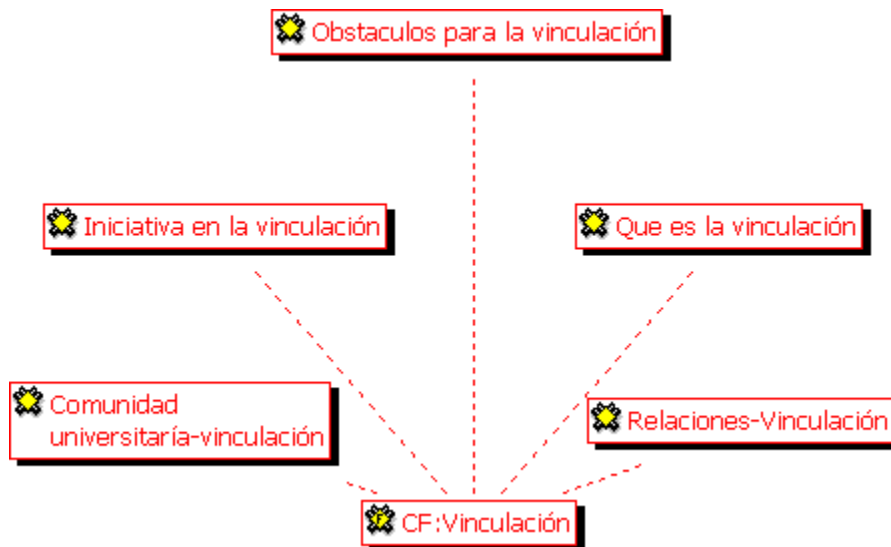 Obstaculos para la vinculación
Iniciativa en la vinculación
Que es la vinculación
Comunidad
universitaría-vinculación
Relaciones-Vinculación
F
CF:Vinculación